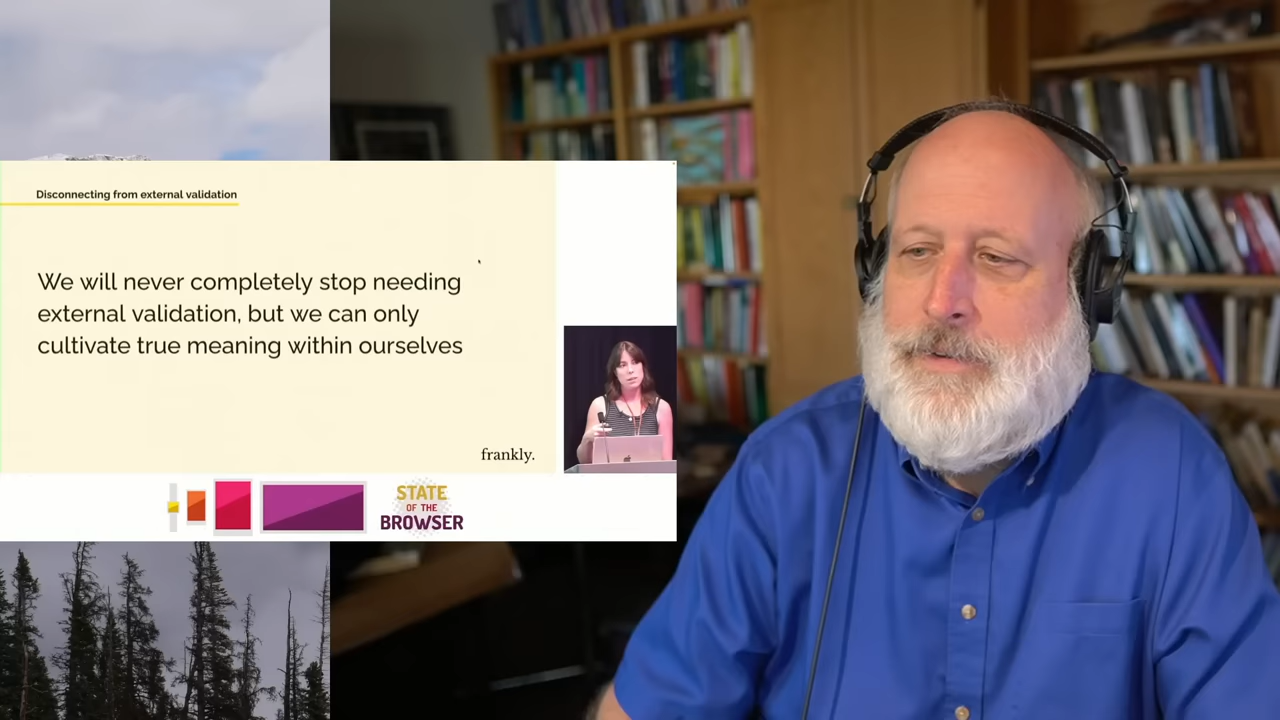 Disconnecting from external validation
We will never completely stop needing
external validation, but we can only
cultivate true meaning within ourselves
frankly.
STATE
OF THE
BROWSER